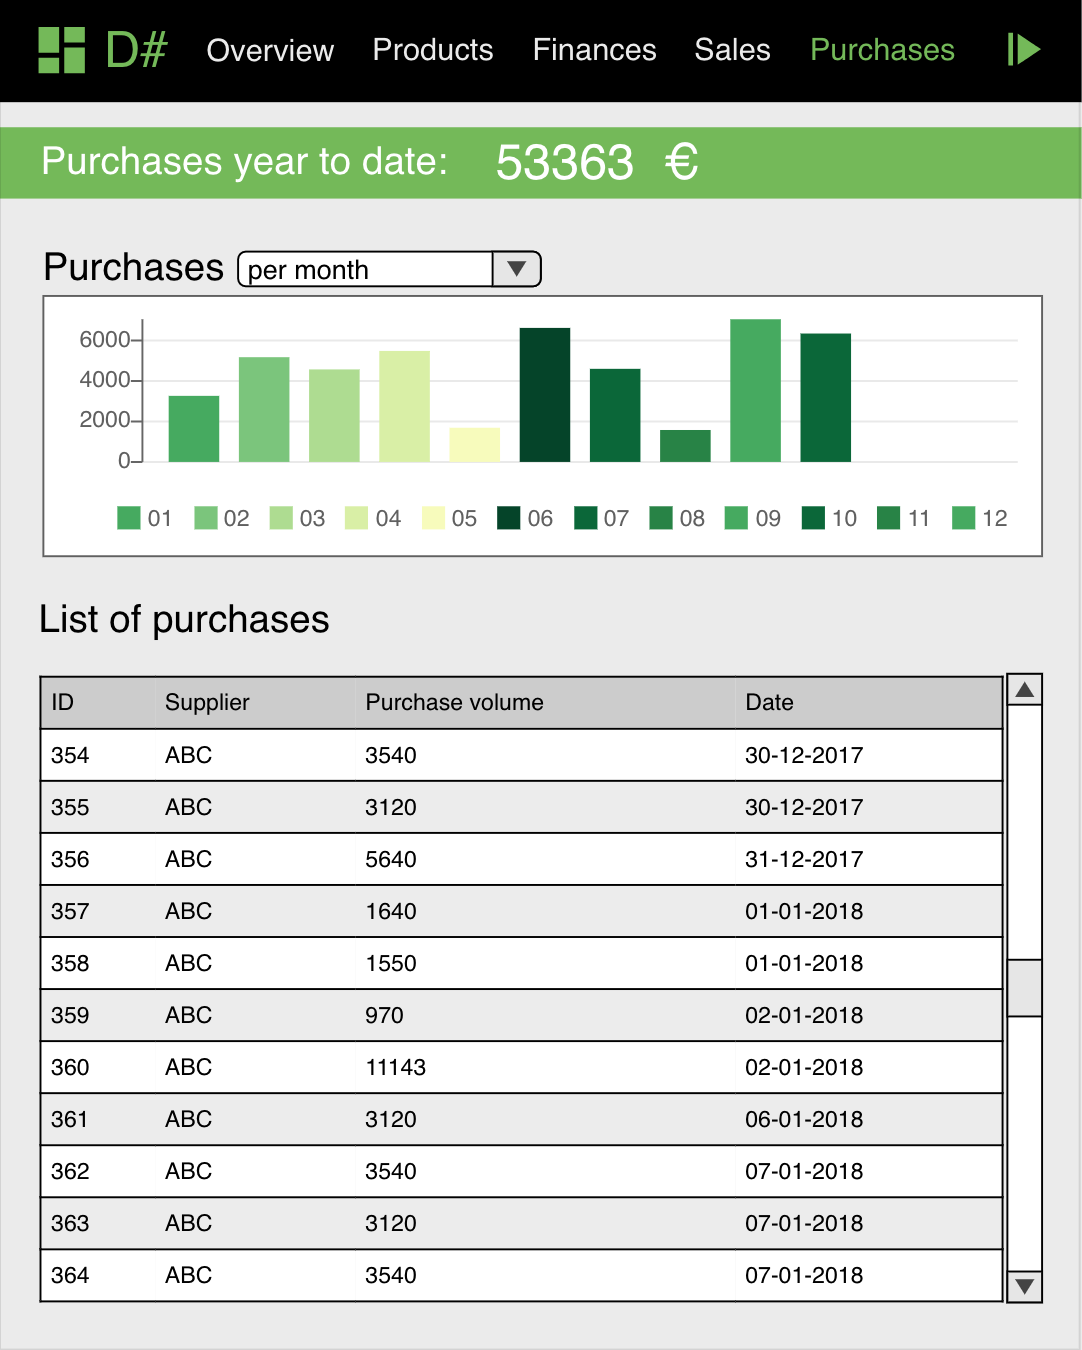 D# Overview Products Finances Sales Purchases
Purchases year to date: 53363 €
Purchases per month
6000
4000
2000
0
01 02 03 04 05 06 07 08 09 10 11 12
List of purchases
ID Supplier Purchase volume Date
354 ABC 3540 30-12-2017
355 ABC 3120 30-12-2017
356 ABC 5640 31-12-2017
357 ABC 1640 01-01-2018
358 ABC 1550 01-01-2018
359 ABC 970 02-01-2018
360 ABC 11143 02-01-2018
361 ABC 3120 06-01-2018
362 ABC 3540 07-01-2018
363 ABC 3120 07-01-2018
364 ABC 3540 07-01-2018